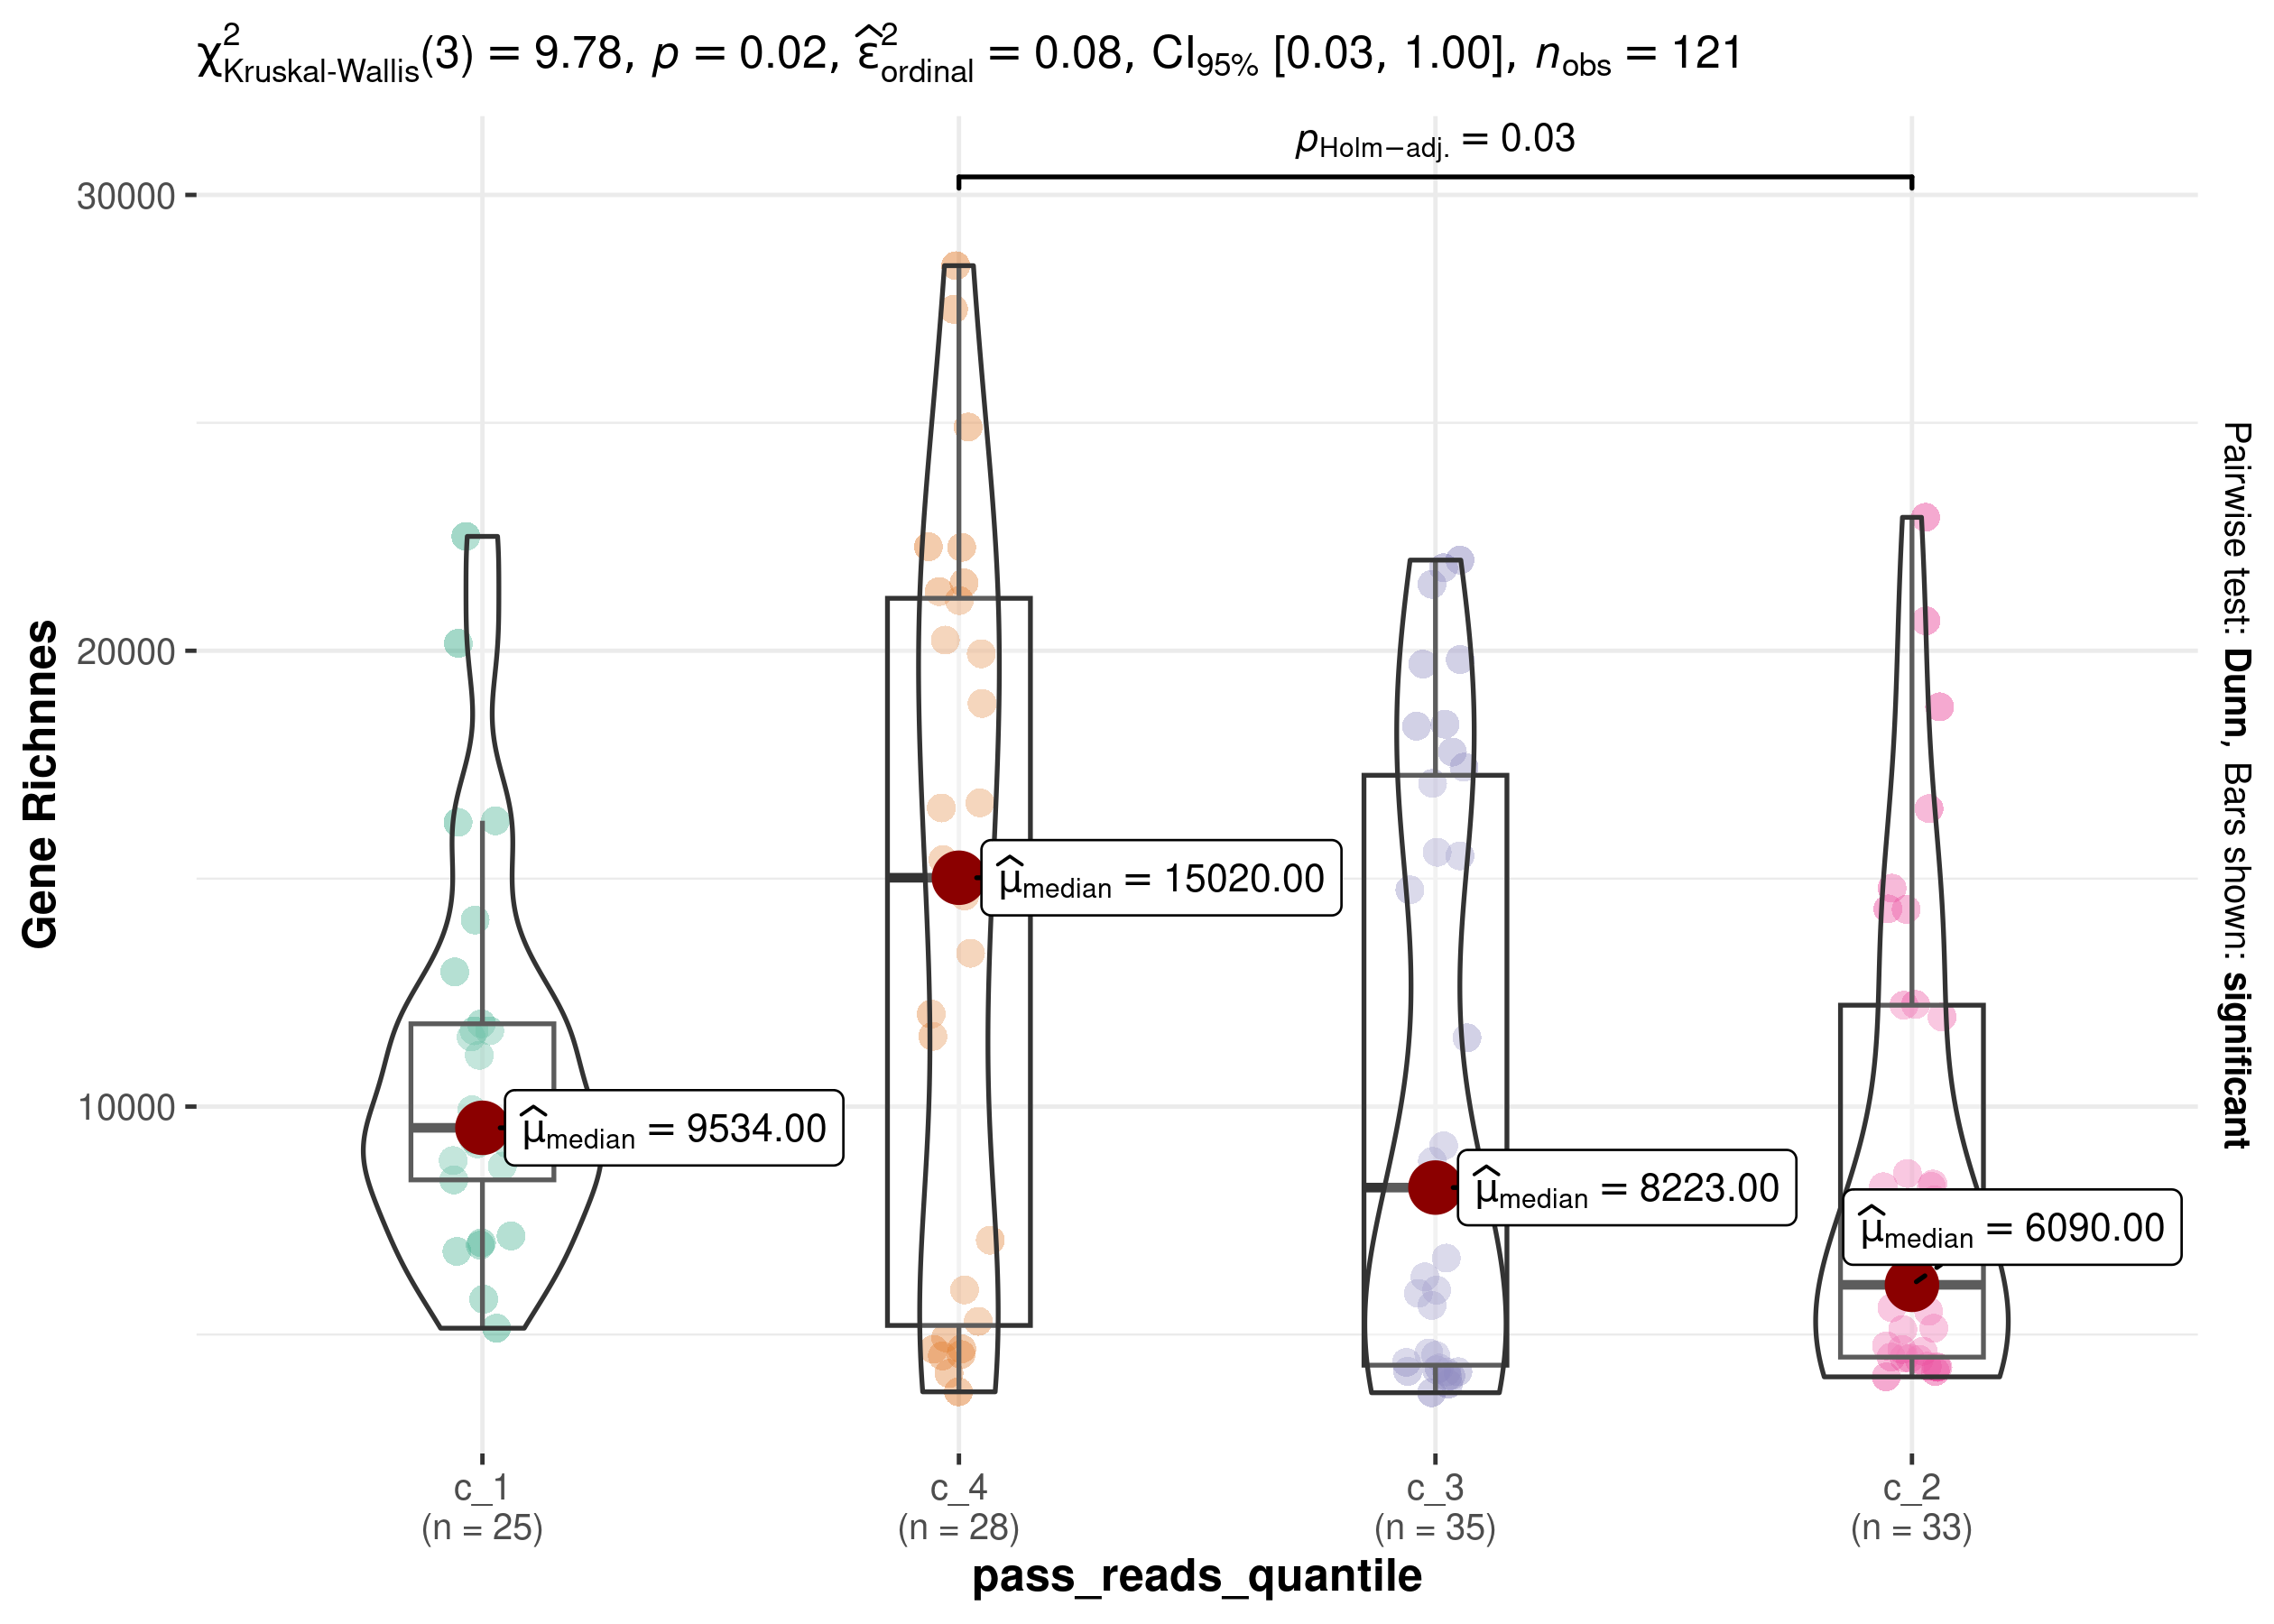 χ²Kruskal-Wallis(3) = 9.78, p = 0.02, ε̂²ordinal = 0.08, CI95% [0.03, 1.00], nobs = 121
pHolm−adj. = 0.03
30000
20000
10000
Gene Richnnes
μ̂median = 9534.00
μ̂median = 15020.00
μ̂median = 8223.00
μ̂median = 6090.00
Pairwise test: Dunn, Bars shown: significant
c_1
(n = 25)
c_4
(n = 28)
c_3
(n = 35)
c_2
(n = 33)
pass_reads_quantile